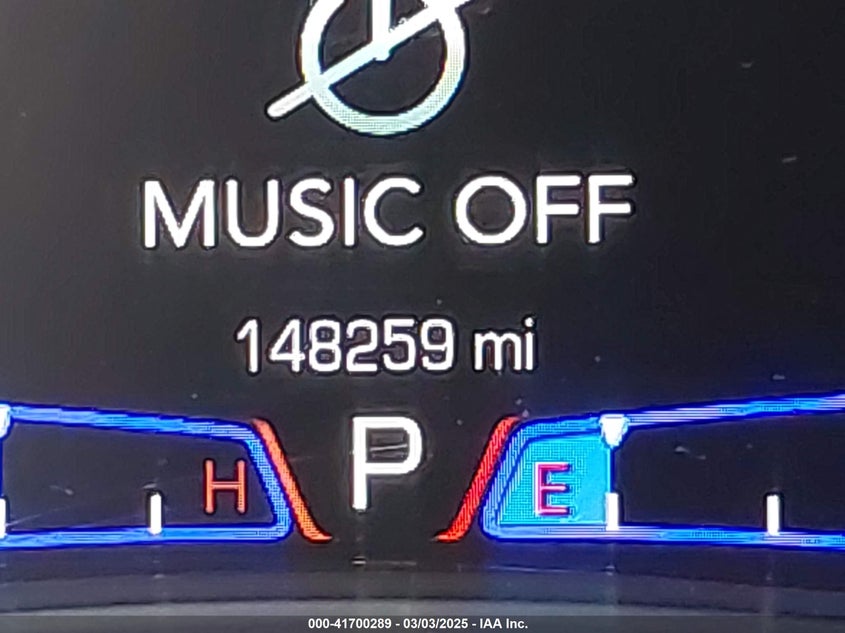 MUSIC OFF
148259 mi
P
H
E
000-41700289 - 03/03/2025 - IAA Inc.